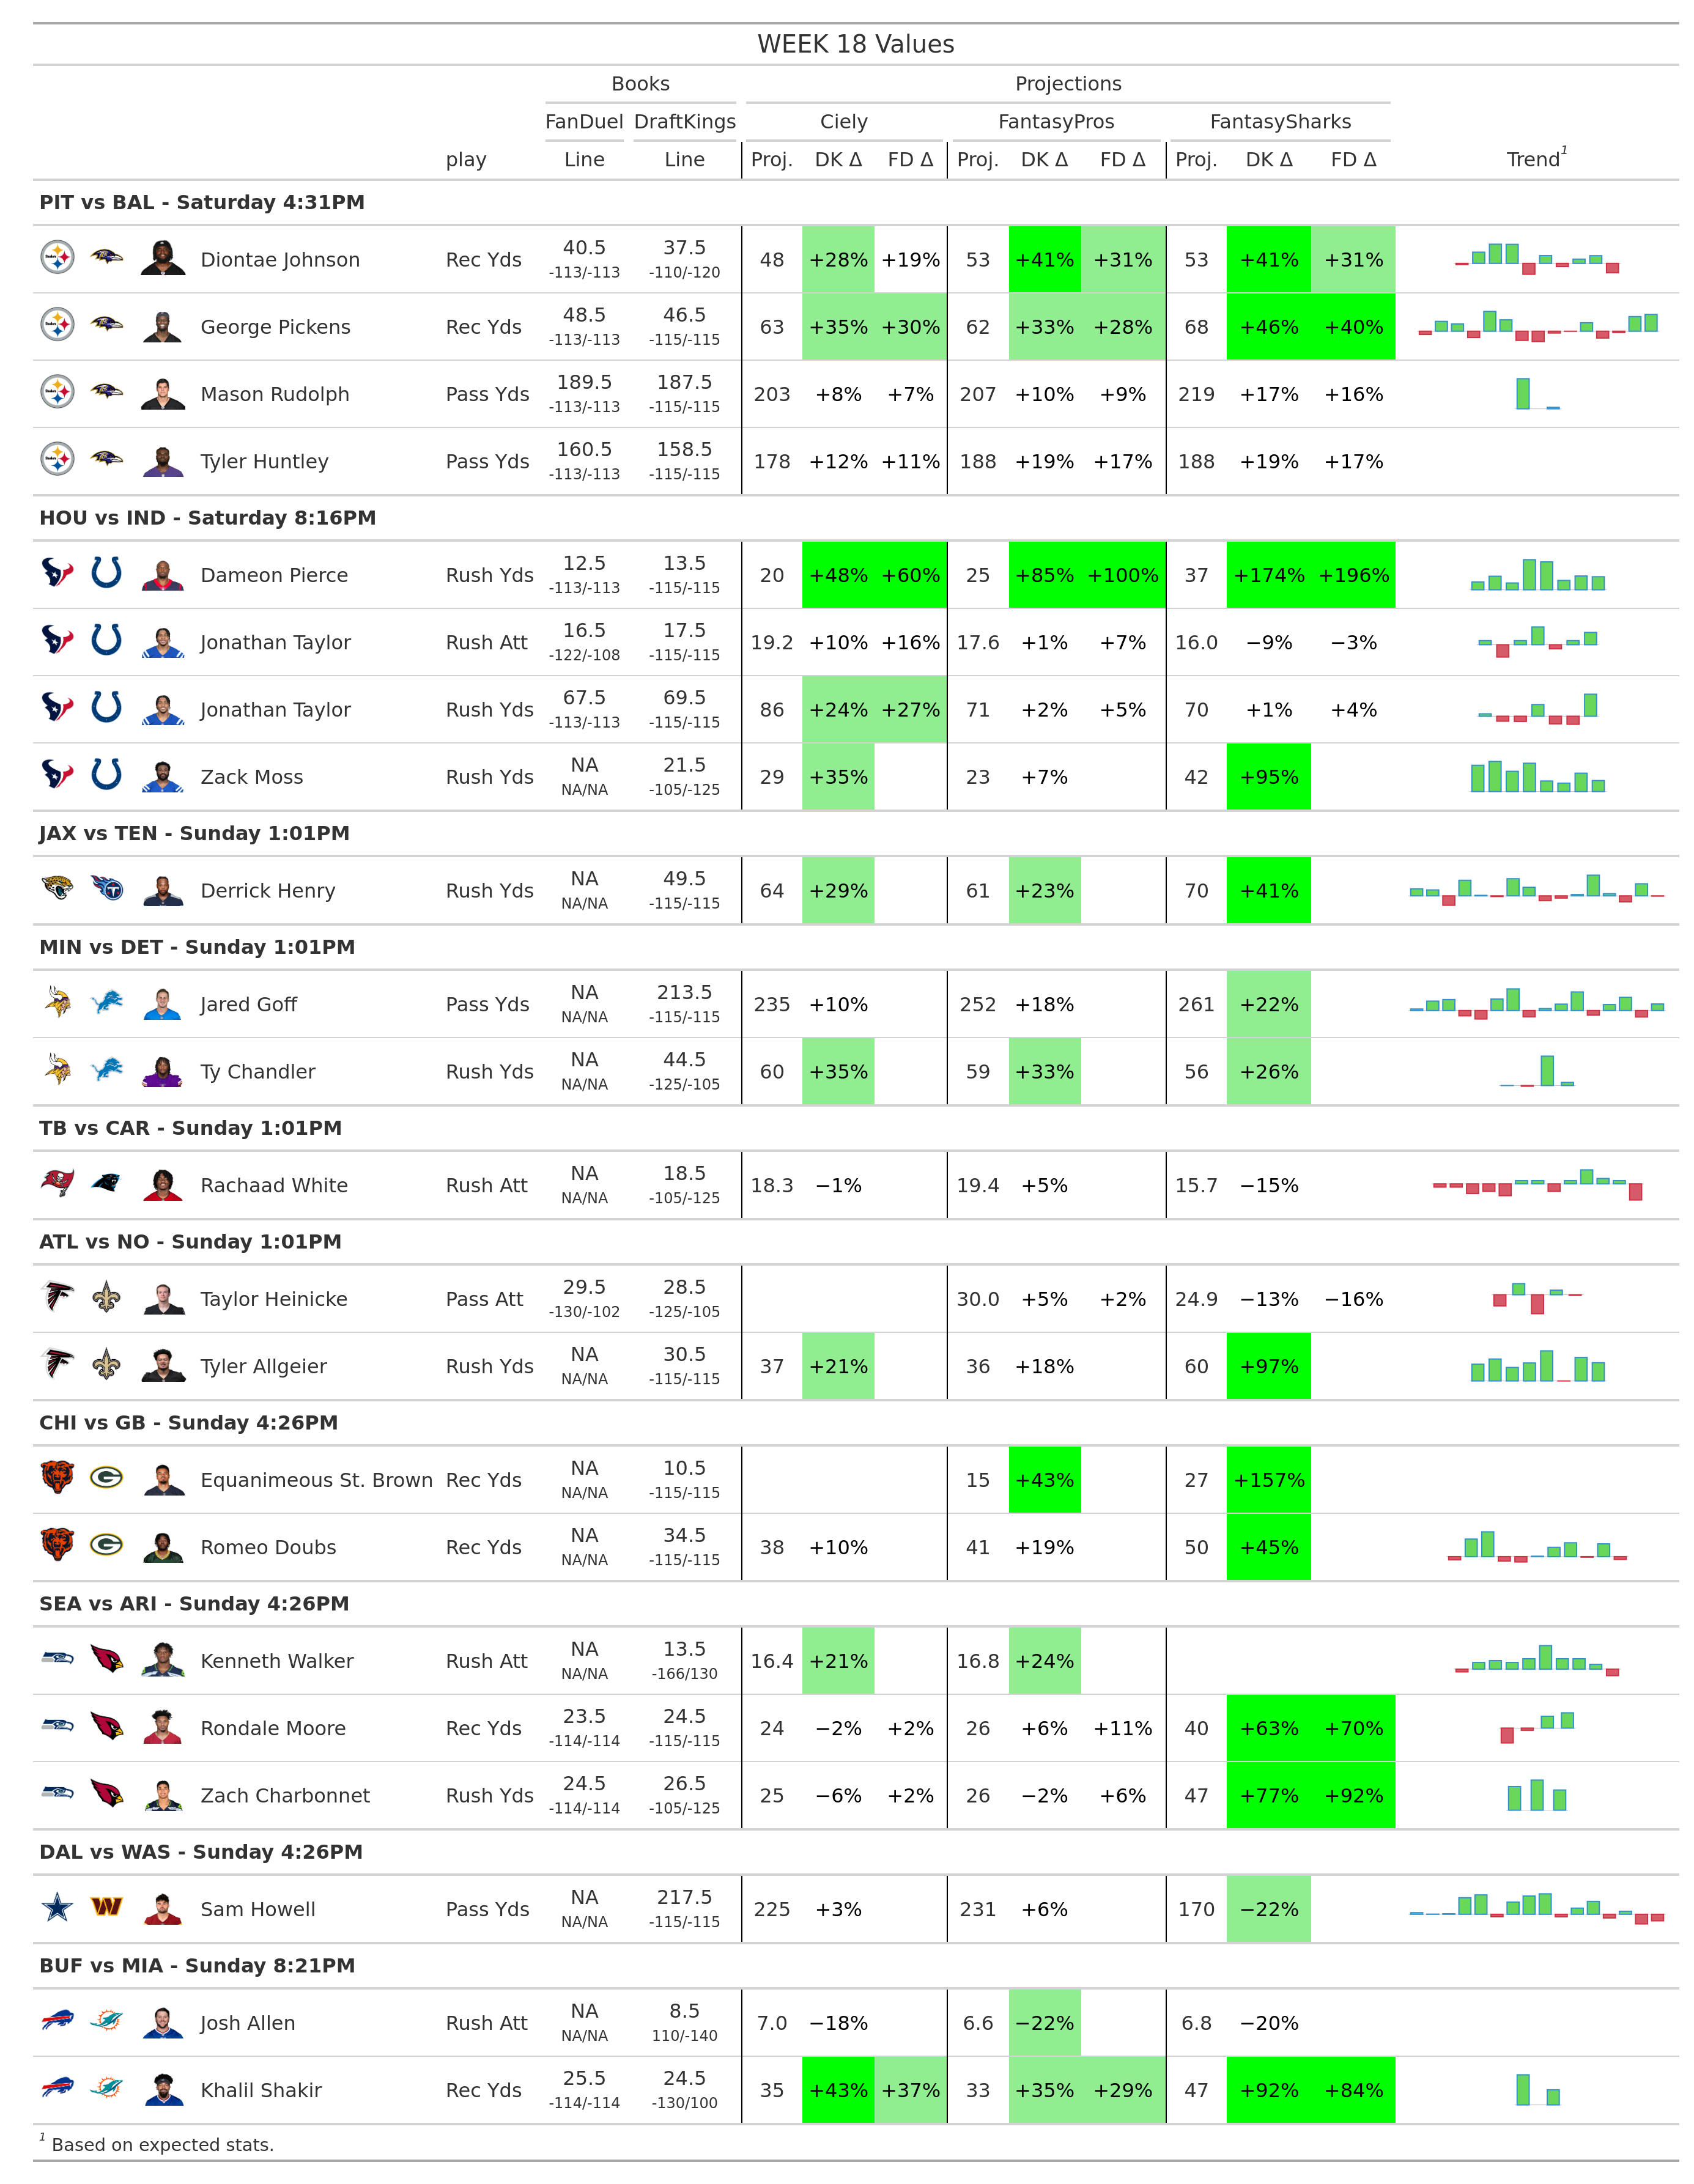 WEEK 18 Values
Books Projections
FanDuel DraftKings Ciely FantasyPros FantasySharks
play Line Line Proj. DK Δ FD Δ Proj. DK Δ FD Δ Proj. DK Δ FD Δ Trend1
PIT vs BAL - Saturday 4:31PM
Diontae Johnson Rec Yds 40.5 37.5 48 +28% +19% 53 +41% +31% 53 +41% +31%
-113/-113 -110/-120
George Pickens Rec Yds 48.5 46.5 63 +35% +30% 62 +33% +28% 68 +46% +40%
-113/-113 -115/-115
Mason Rudolph Pass Yds 189.5 187.5 203 +8% +7% 207 +10% +9% 219 +17% +16%
-113/-113 -115/-115
Tyler Huntley Pass Yds 160.5 158.5 178 +12% +11% 188 +19% +17% 188 +19% +17%
-113/-113 -115/-115
HOU vs IND - Saturday 8:16PM
Dameon Pierce Rush Yds 12.5 13.5 20 +48% +60% 25 +85% +100% 37 +174% +196%
-113/-113 -115/-115
Jonathan Taylor Rush Att 16.5 17.5 19.2 +10% +16% 17.6 +1% +7% 16.0 −9% −3%
-122/-108 -115/-115
Jonathan Taylor Rush Yds 67.5 69.5 86 +24% +27% 71 +2% +5% 70 +1% +4%
-113/-113 -115/-115
Zack Moss Rush Yds NA 21.5 29 +35% 23 +7% 42 +95%
NA/NA -105/-125
JAX vs TEN - Sunday 1:01PM
Derrick Henry Rush Yds NA 49.5 64 +29% 61 +23% 70 +41%
NA/NA -115/-115
MIN vs DET - Sunday 1:01PM
Jared Goff Pass Yds NA 213.5 235 +10% 252 +18% 261 +22%
NA/NA -115/-115
Ty Chandler Rush Yds NA 44.5 60 +35% 59 +33% 56 +26%
NA/NA -125/-105
TB vs CAR - Sunday 1:01PM
Rachaad White Rush Att NA 18.5 18.3 −1% 19.4 +5% 15.7 −15%
NA/NA -105/-125
ATL vs NO - Sunday 1:01PM
Taylor Heinicke Pass Att 29.5 28.5 30.0 +5% +2% 24.9 −13% −16%
-130/-102 -125/-105
Tyler Allgeier Rush Yds NA 30.5 37 +21% 36 +18% 60 +97%
NA/NA -115/-115
CHI vs GB - Sunday 4:26PM
Equanimeous St. Brown Rec Yds NA 10.5 15 +43% 27 +157%
NA/NA -115/-115
Romeo Doubs Rec Yds NA 34.5 38 +10% 41 +19% 50 +45%
NA/NA -115/-115
SEA vs ARI - Sunday 4:26PM
Kenneth Walker Rush Att NA 13.5 16.4 +21% 16.8 +24%
NA/NA -166/130
Rondale Moore Rec Yds 23.5 24.5 24 −2% +2% 26 +6% +11% 40 +63% +70%
-114/-114 -115/-115
Zach Charbonnet Rush Yds 24.5 26.5 25 −6% +2% 26 −2% +6% 47 +77% +92%
-114/-114 -105/-125
DAL vs WAS - Sunday 4:26PM
Sam Howell Pass Yds NA 217.5 225 +3% 231 +6% 170 −22%
NA/NA -115/-115
BUF vs MIA - Sunday 8:21PM
Josh Allen Rush Att NA 8.5 7.0 −18% 6.6 −22% 6.8 −20%
NA/NA 110/-140
Khalil Shakir Rec Yds 25.5 24.5 35 +43% +37% 33 +35% +29% 47 +92% +84%
-114/-114 -130/100
1 Based on expected stats.